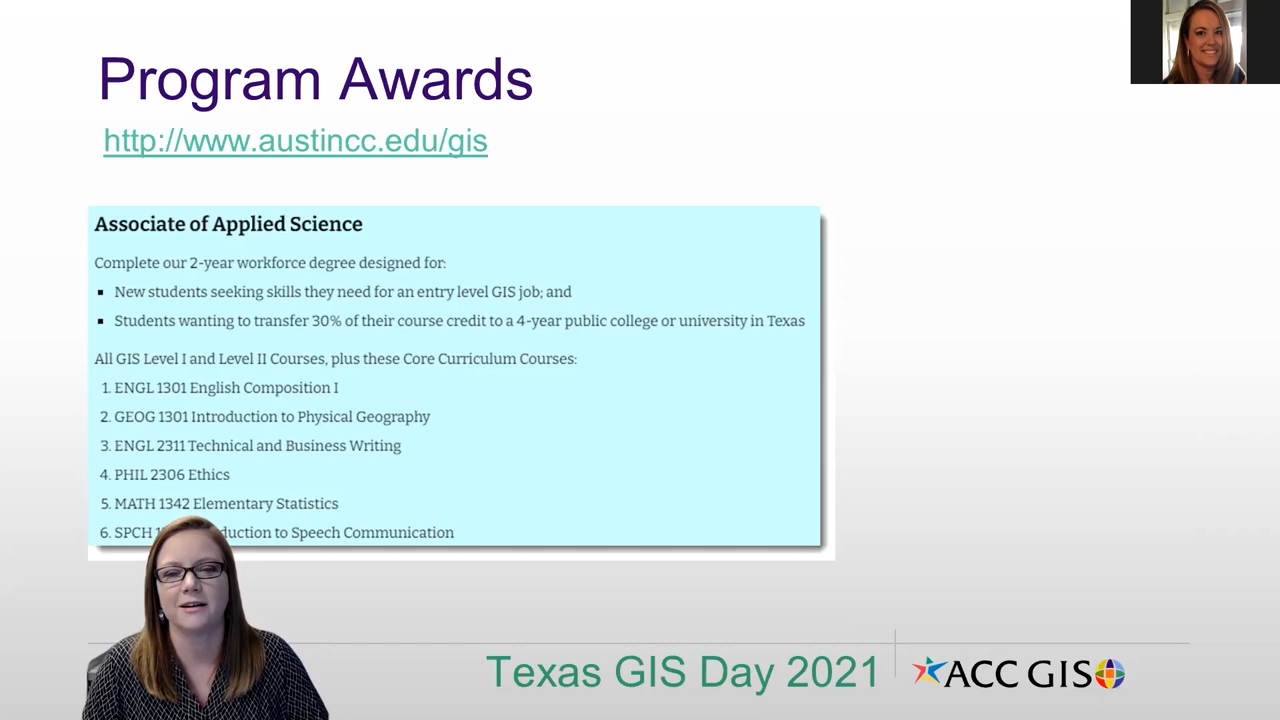 Program Awards
http://www.austincc.edu/gis
Associate of Applied Science
Complete our 2-year workforce degree designed for:
▪ New students seeking skills they need for an entry level GIS job; and
▪ Students wanting to transfer 30% of their course credit to a 4-year public college or university in Texas
All GIS Level I and Level II Courses, plus these Core Curriculum Courses:
1. ENGL 1301 English Composition I
2. GEOG 1301 Introduction to Physical Geography
3. ENGL 2311 Technical and Business Writing
4. PHIL 2306 Ethics
5. MATH 1342 Elementary Statistics
6. SPCH to Speech Communication
Texas GIS Day 2021
ACC GIS